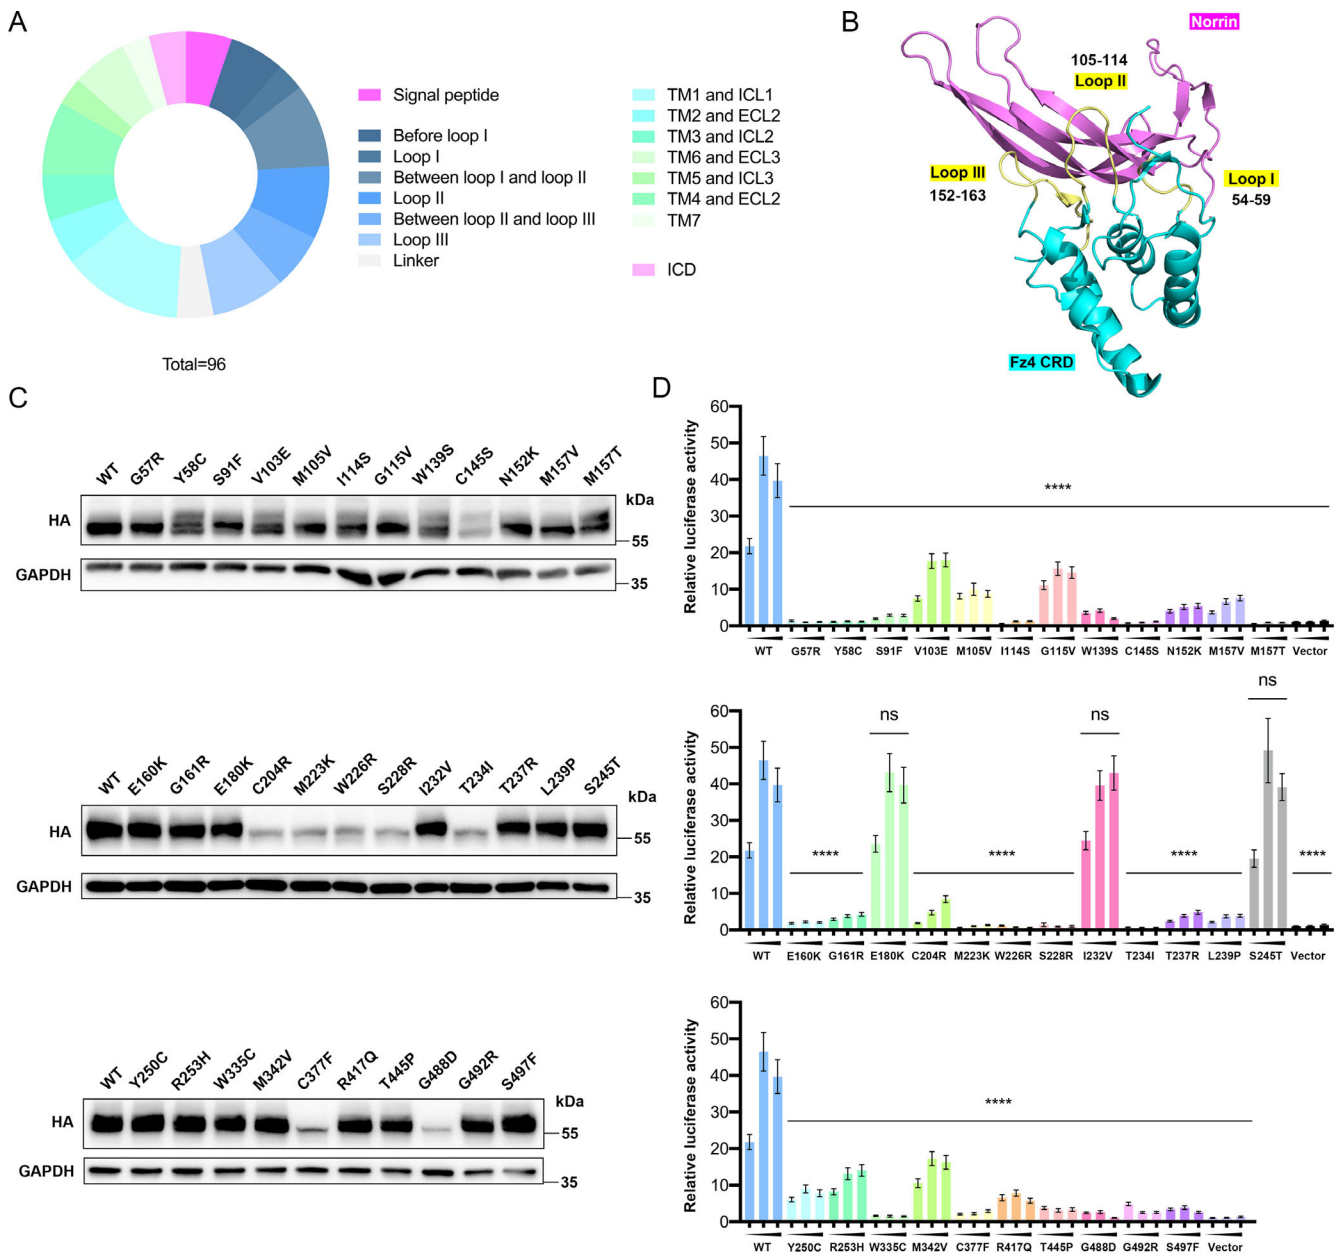 A
Signal peptide
Before loop I
Loop I
Between loop I and loop II
Loop II
Between loop II and loop III
Loop III
Linker
TM1 and ICL1
TM2 and ECL2
TM3 and ICL2
TM6 and ECL3
TM5 and ICL3
TM4 and ECL2
TM7
ICD
Total=96
B
Norrin
105-114
Loop II
Loop III
152-163
Loop I
54-59
Fz4 CRD
C
WT G57R Y58C S91F V103E M105V I114S G115V W139S C145S N152K M157V M157T
kDa
HA
55
GAPDH
35
WT E160K G161R E180K C204R M223K W226R S228R I232V T234I T237R L239P S245T
kDa
HA
55
GAPDH
35
WT Y250C R253H W335C M342V C377F R417Q T445P G488D G492R S497F
kDa
HA
55
GAPDH
35
D
Relative luciferase activity
60
50
40
30
20
10
0
****
WT G57R Y58C S91F V103E M105V I114S G115V W139S C145S N152K M157V M157T Vector
Relative luciferase activity
60
50
40
30
20
10
0
ns ns ns
**** **** **** ****
WT E160K G161R E180K C204R M223K W226R S228R I232V T234I T237R L239P S245T Vector
Relative luciferase activity
60
50
40
30
20
10
0
****
WT Y250C R253H W335C M342V C377F R417Q T445P G488D G492R S497F Vector